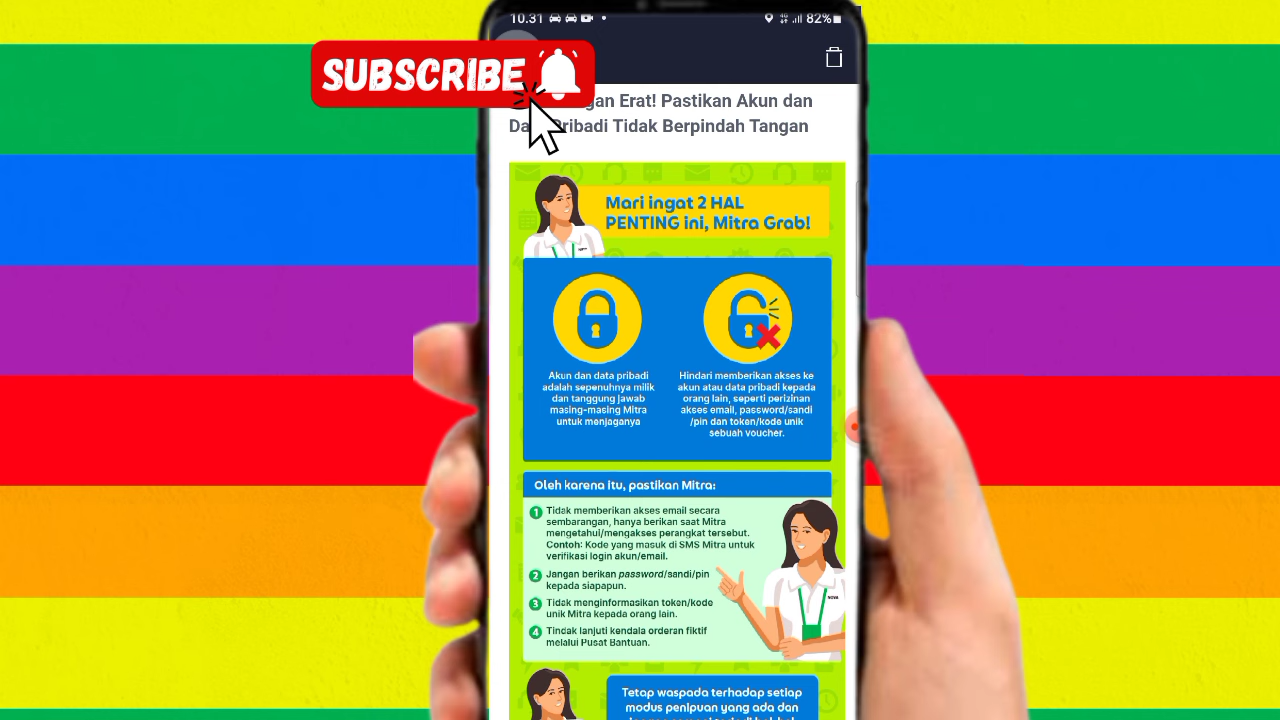 10.31
82%
SUBSCRIBE
gan Erat! Pastikan Akun dan
Pribadi Tidak Berpindah Tangan
Mari ingat 2 HAL
PENTING ini, Mitra Grab!
Akun dan data pribadi
adalah sepenuhnya milik
dan tanggung jawab
masing-masing Mitra
untuk menjaganya
Hindari memberikan akses ke
akun atau data pribadi kepada
orang lain, seperti perizinan
akses email, password/sandi
/pin dan token/kode unik
sebuah voucher.
Oleh karena itu, pastikan Mitra:
1 Tidak memberikan akses email secara
sembarangan, hanya berikan saat Mitra
mengetahui/mengakses perangkat tersebut.
Contoh: Kode yang masuk di SMS Mitra untuk
verifikasi login akun/email.
2 Jangan berikan password/sandi/pin
kepada siapapun.
3 Tidak menginformasikan token/kode
unik Mitra kepada orang lain.
4 Tindak lanjuti kendala orderan fiktif
melalui Pusat Bantuan.
NOVA
Tetap waspada terhadap setiap
modus penipuan yang ada dan